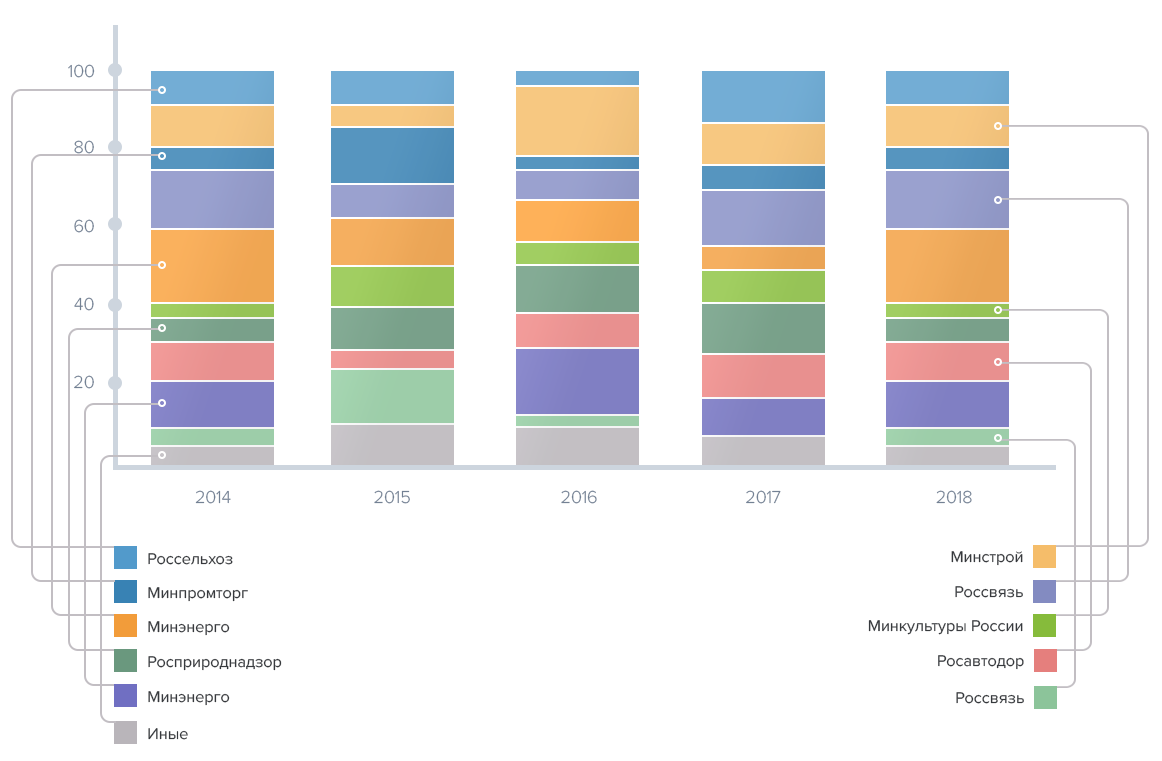 100
80
60
40
20
2014 2015 2016 2017 2018
Россельхоз
Минпромторг
Минэнерго
Росприроднадзор
Минэнерго
Иные
Минстрой
Россвязь
Минкультуры России
Росавтодор
Россвязь